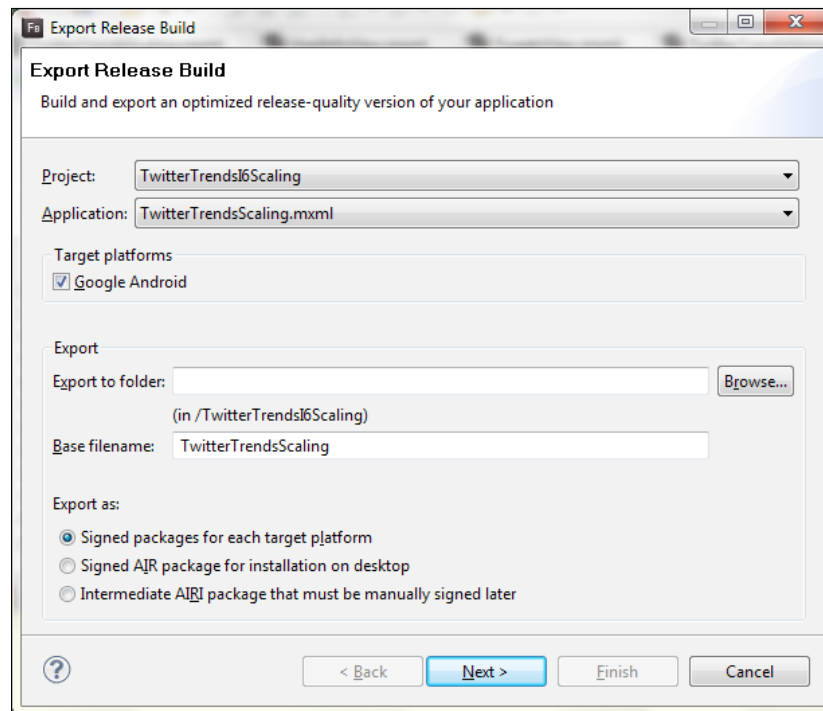 Fb Export Release Build
Export Release Build
Build and export an optimized release-quality version of your application
Project: TwitterTrendsI6Scaling
Application: TwitterTrendsScaling.mxml
Target platforms
Google Android
Export
Export to folder: Browse...
(in /TwitterTrendsI6Scaling)
Base filename: TwitterTrendsScaling
Export as:
Signed packages for each target platform
Signed AIR package for installation on desktop
Intermediate AIRI package that must be manually signed later
? < Back Next > Finish Cancel